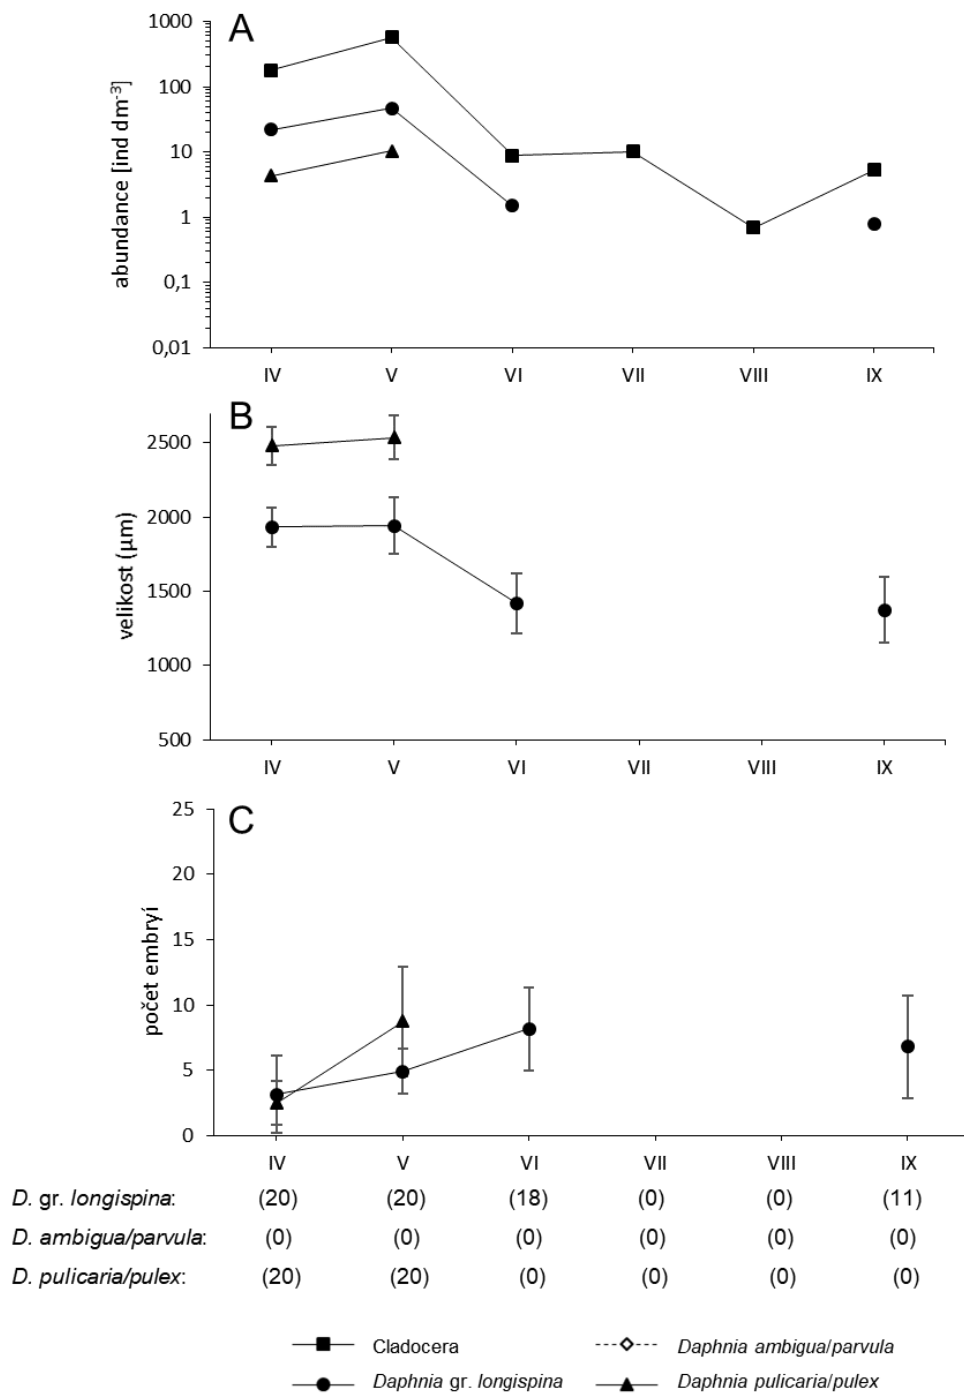 A
abundance [ind dm⁻³]
1000
100
10
1
0,1
0,01
IV V VI VII VIII IX
B
velikost (µm)
2500
2000
1500
1000
500
IV V VI VII VIII IX
C
počet embryí
25
20
15
10
5
0
IV V VI VII VIII IX
D. gr. longispina: (20) (20) (18) (0) (0) (11)
D. ambigua/parvula: (0) (0) (0) (0) (0) (0)
D. pulicaria/pulex: (20) (20) (0) (0) (0) (0)
Cladocera Daphnia ambigua/parvula
Daphnia gr. longispina Daphnia pulicaria/pulex